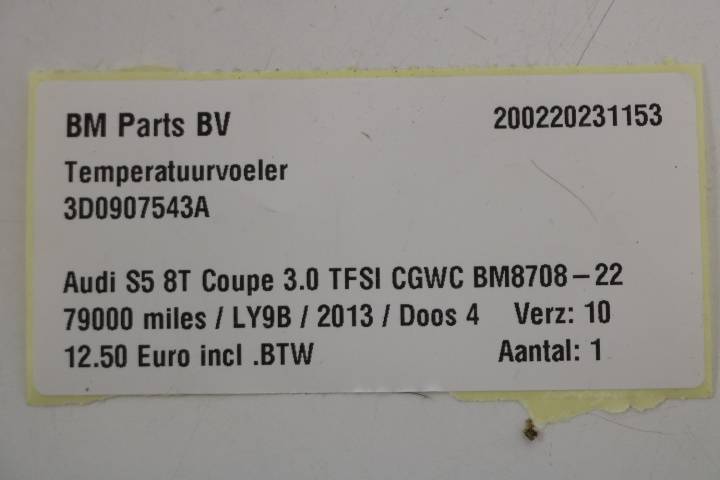 BM Parts BV 200220231153
Temperatuurvoeler
3D0907543A
Audi S5 8T Coupe 3.0 TFSI CGWC BM8708-22
79000 miles / LY9B / 2013 / Doos 4 Verz: 10
12.50 Euro incl .BTW Aantal: 1